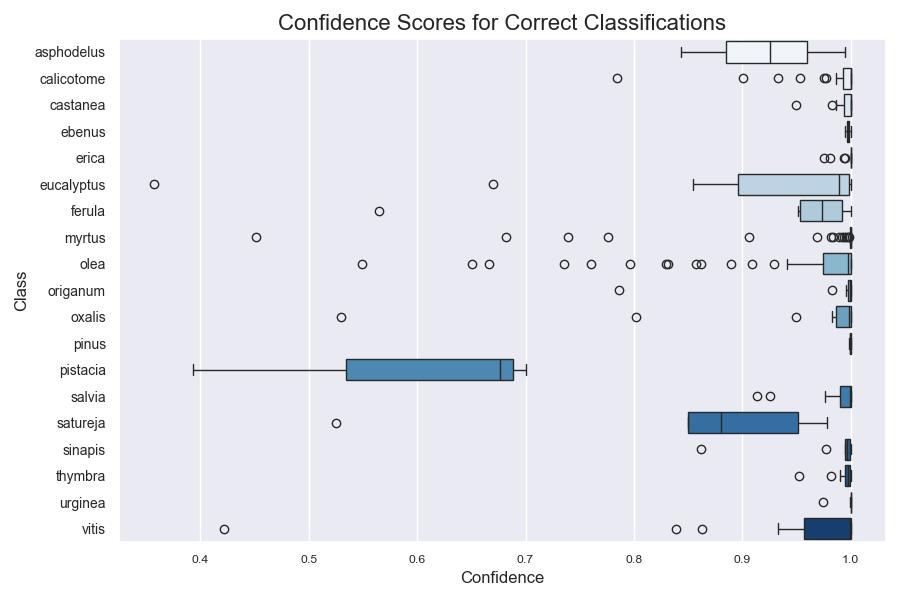 Confidence Scores for Correct Classifications
asphodelus
calicotome
castanea
ebenus
erica
eucalyptus
ferula
myrtus
olea
origanum
oxalis
pinus
pistacia
salvia
satureja
sinapis
thymbra
urginea
vitis
Class
0.4 0.5 0.6 0.7 0.8 0.9 1.0
Confidence